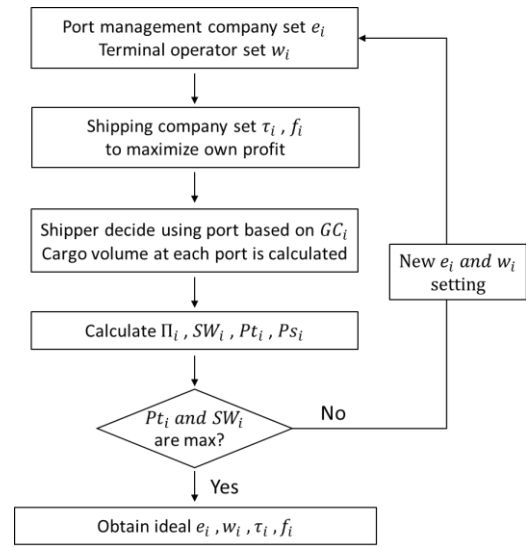 Port management company set e_i
Terminal operator set w_i
Shipping company set τ_i , f_i
to maximize own profit
Shipper decide using port based on GC_i
Cargo volume at each port is calculated
New e_i and w_i
setting
Calculate Π_i , SW_i , Pt_i , Ps_i
Pt_i and SW_i
are max?
No
Yes
Obtain ideal e_i , w_i , τ_i , f_i